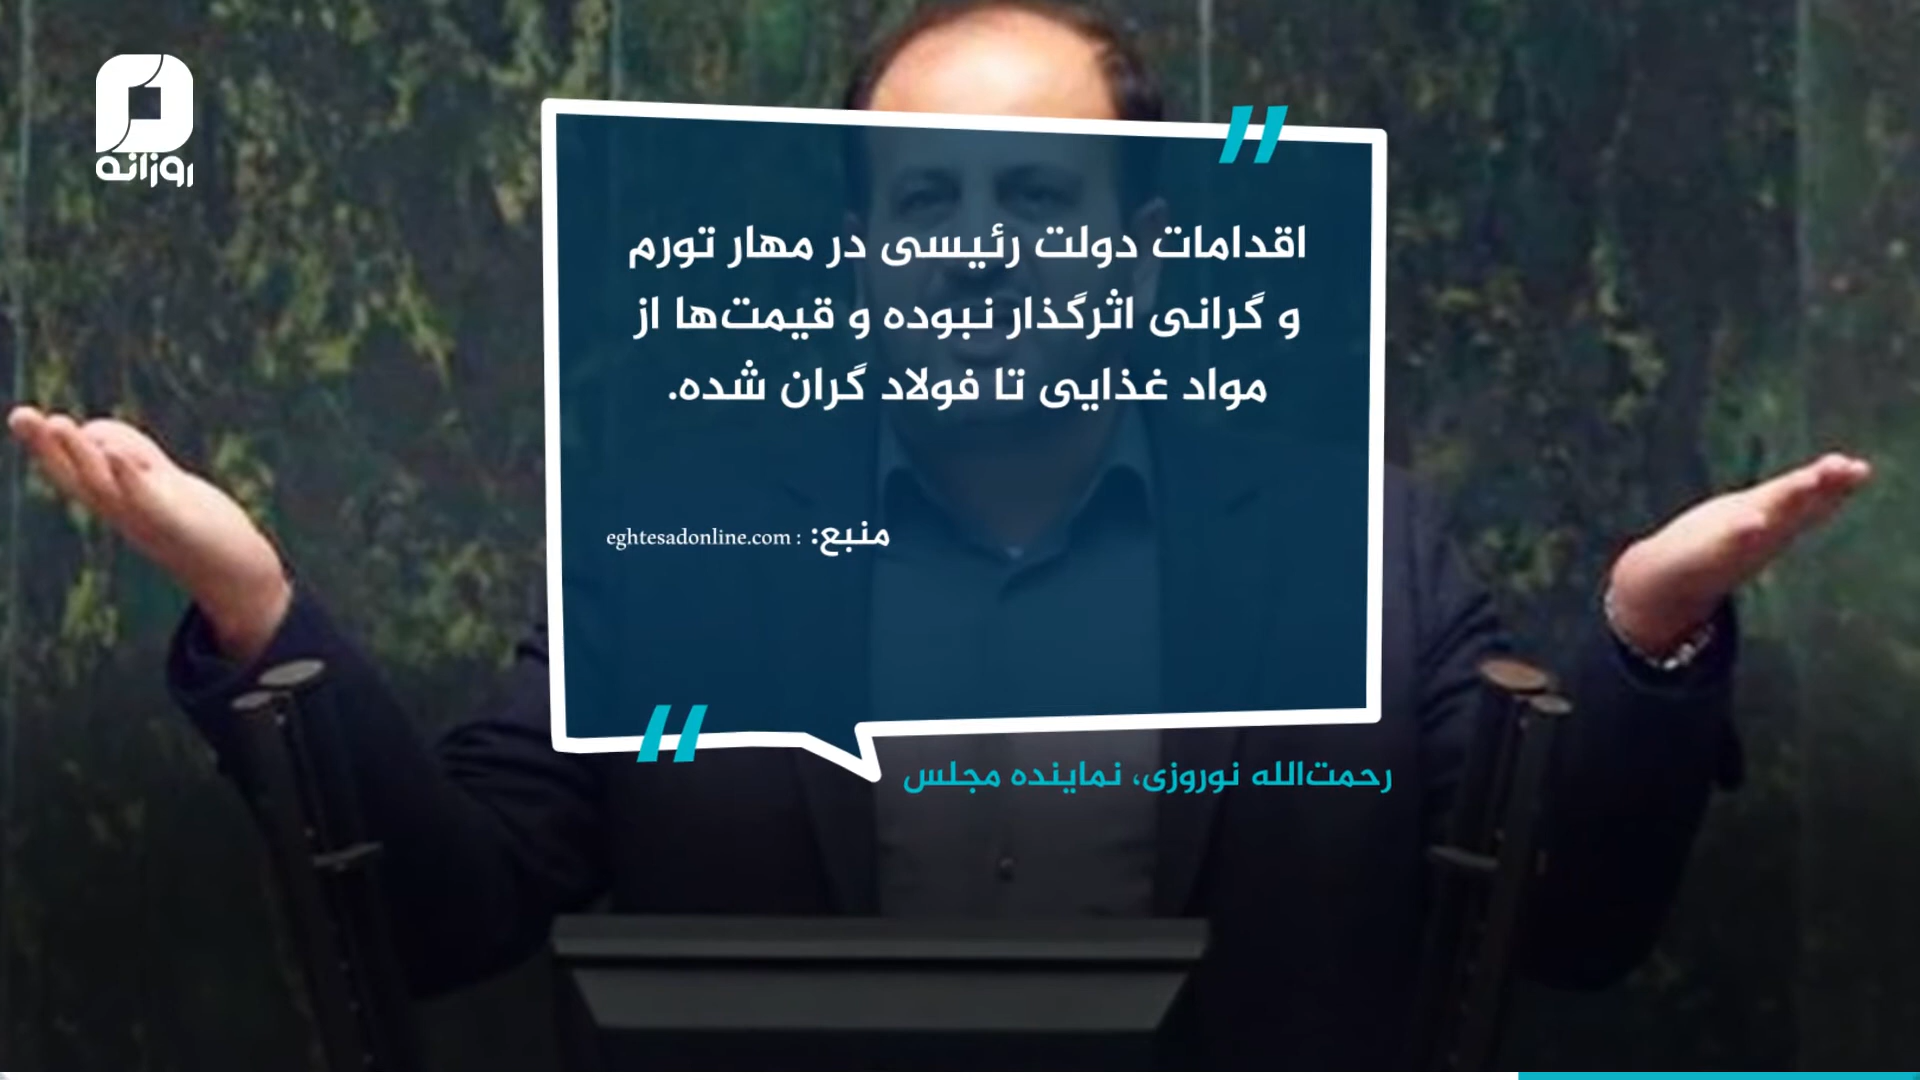 روزانه
اقدامات دولت رئیسی در مهار تورم
و گرانی اثرگذار نبوده و قیمت‌ها از
مواد غذایی تا فولاد گران شده.
منبع: : eghtesadonline.com
رحمت‌الله نوروزی، نماینده مجلس